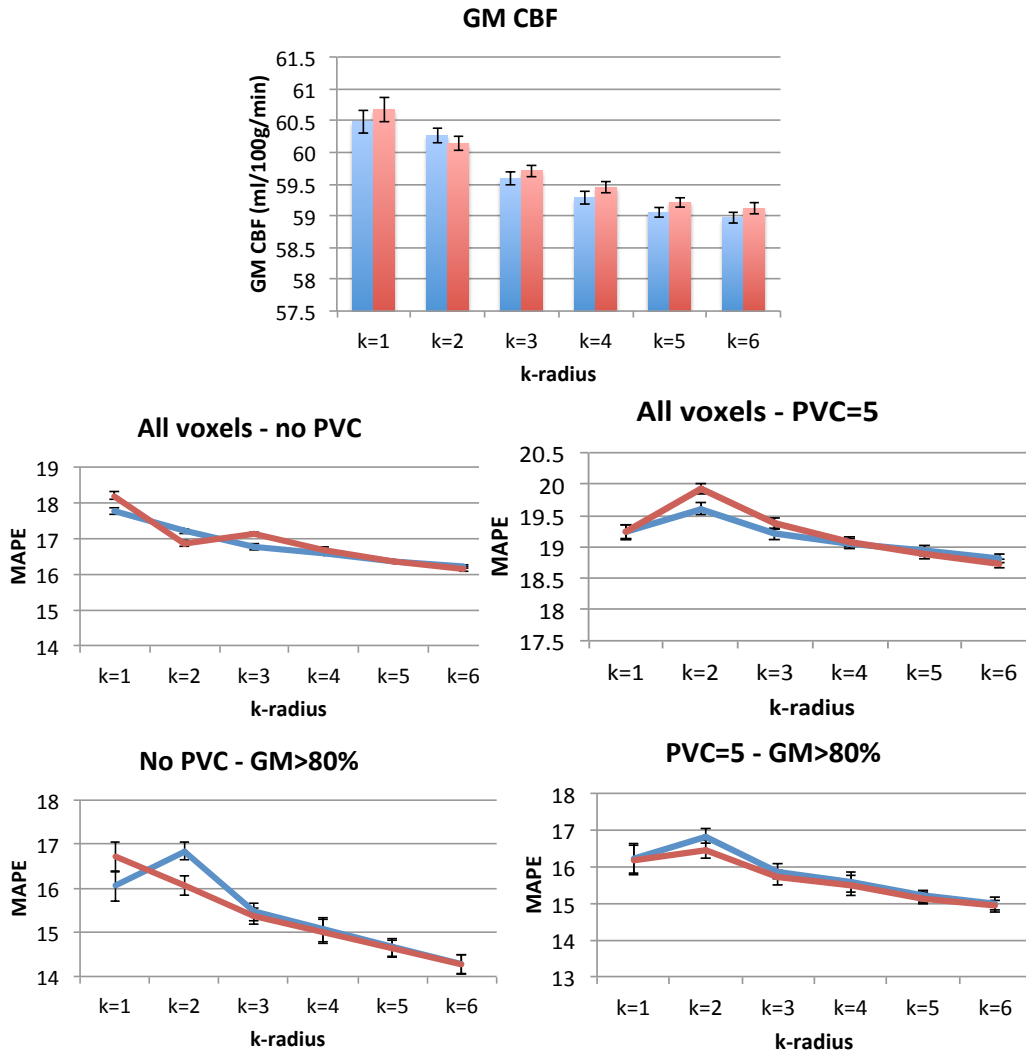 GM CBF
GM CBF (ml/100g/min)
61.5
61
60.5
60
59.5
59
58.5
58
57.5
k=1 k=2 k=3 k=4 k=5 k=6
k-radius
All voxels - no PVC
MAPE
19
18
17
16
15
14
k=1 k=2 k=3 k=4 k=5 k=6
k-radius
All voxels - PVC=5
MAPE
20.5
20
19.5
19
18.5
18
17.5
k=1 k=2 k=3 k=4 k=5 k=6
k-radius
No PVC - GM>80%
MAPE
18
17
16
15
14
k=1 k=2 k=3 k=4 k=5 k=6
k-radius
PVC=5 - GM>80%
MAPE
18
17
16
15
14
13
k=1 k=2 k=3 k=4 k=5 k=6
k-radius